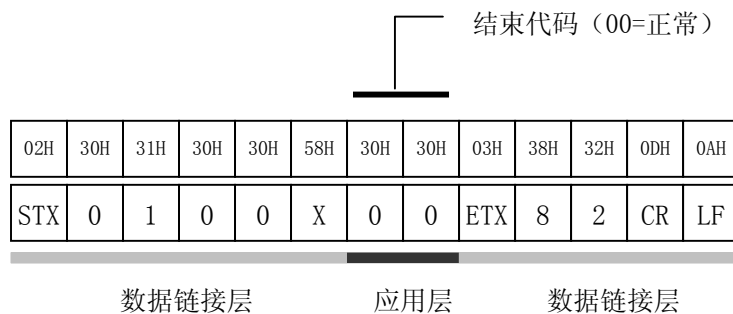 结束代码（00=正常）
02H 30H 31H 30H 30H 58H 30H 30H 03H 38H 32H 0DH 0AH
STX 0 1 0 0 X 0 0 ETX 8 2 CR LF
数据链接层 应用层 数据链接层